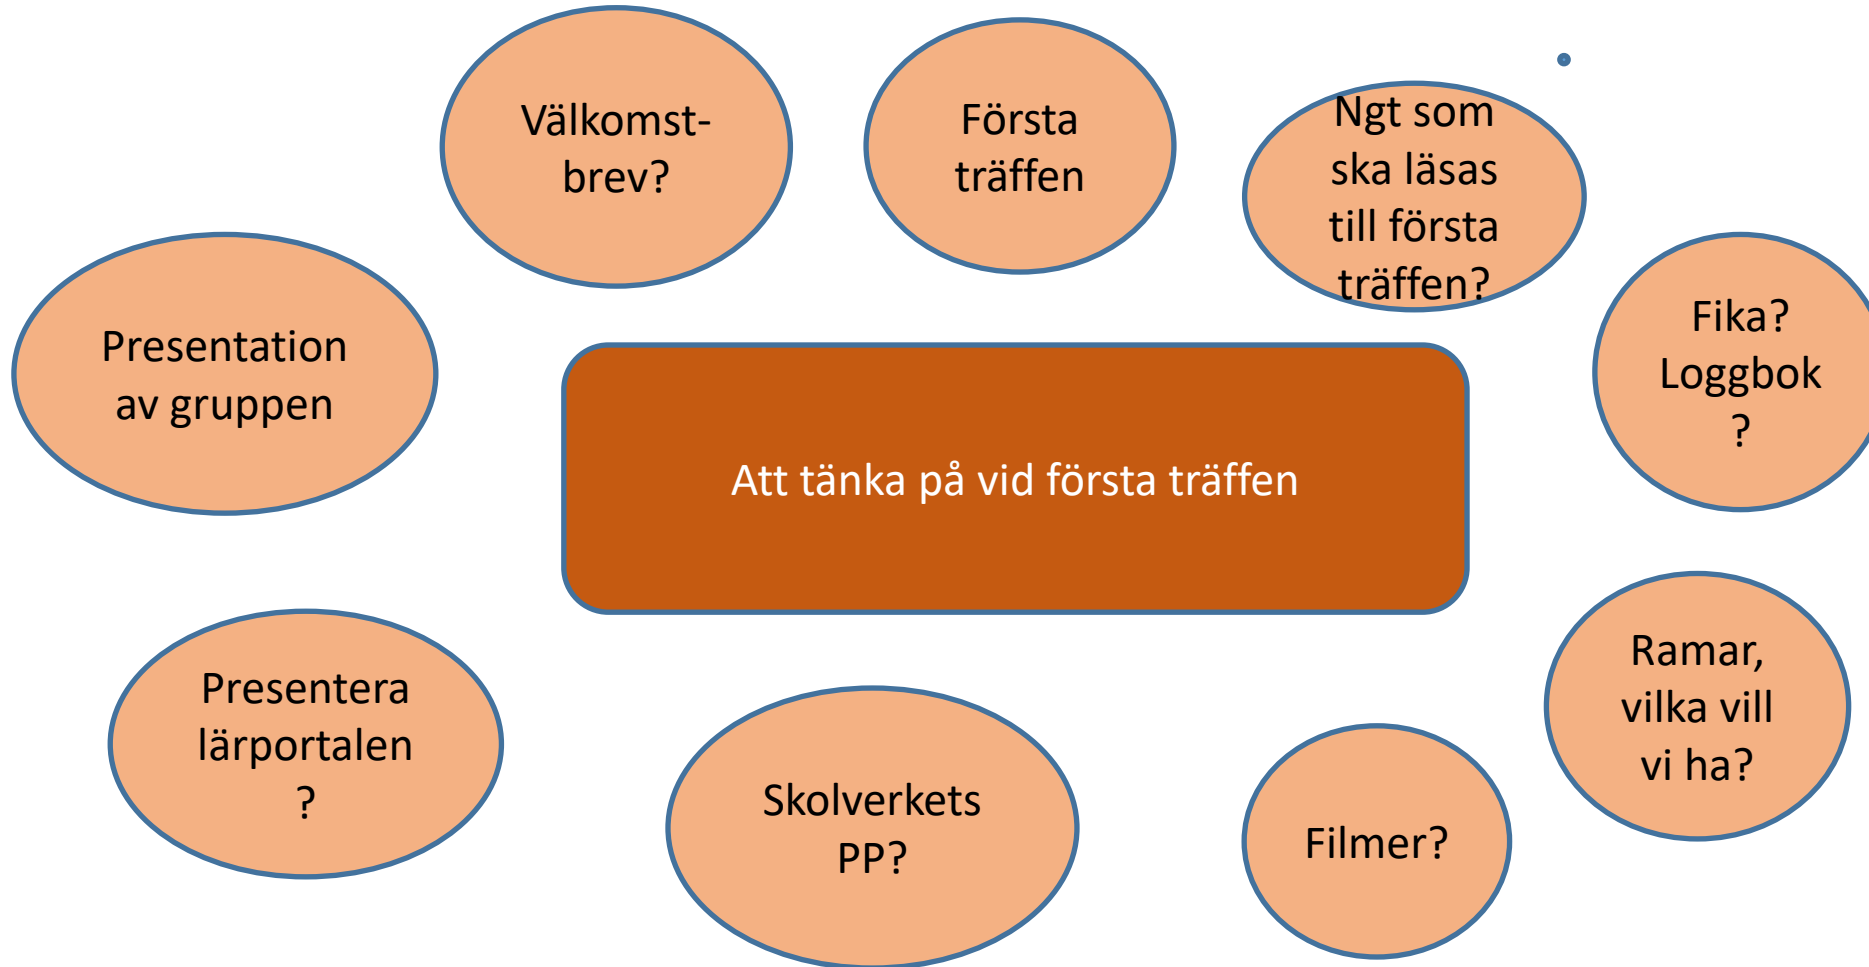 Välkomst-
brev?
Första
träffen
Ngt som
ska läsas
till första
träffen?
Presentation
av gruppen
Fika?
Loggbok
?
Att tänka på vid första träffen
Presentera
lärportalen
?
Skolverkets
PP?
Filmer?
Ramar,
vilka vill
vi ha?